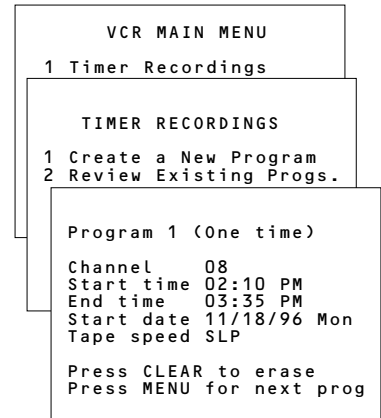 VCR MAIN MENU
1 Timer Recordings
TIMER RECORDINGS
1 Create a New Program
2 Review Existing Progs.
Program 1 (One time)
Channel 08
Start time 02:10 PM
End time 03:35 PM
Start date 11/18/96 Mon
Tape speed SLP
Press CLEAR to erase
Press MENU for next prog